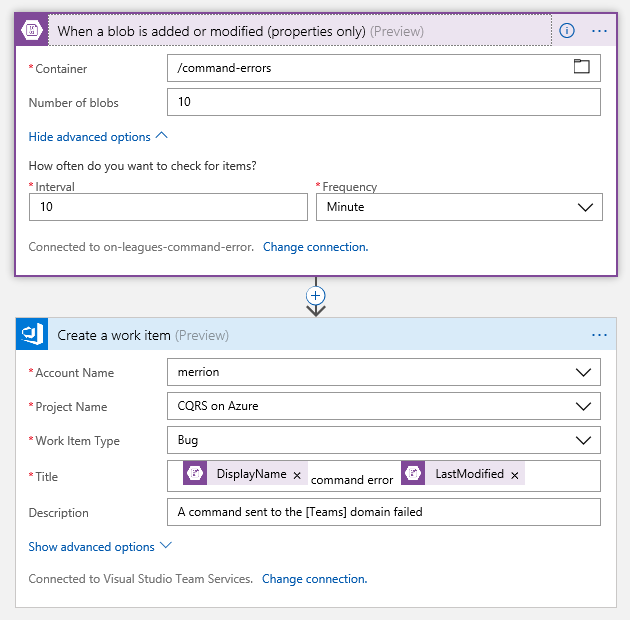 When a blob is added or modified (properties only) (Preview)
* Container /command-errors
Number of blobs 10
Hide advanced options
How often do you want to check for items?
* Interval * Frequency
10 Minute
Connected to on-leagues-command-error. Change connection.
Create a work item (Preview)
* Account Name merrion
* Project Name CQRS on Azure
* Work Item Type Bug
* Title DisplayName x command error LastModified x
Description A command sent to the [Teams] domain failed
Show advanced options
Connected to Visual Studio Team Services. Change connection.